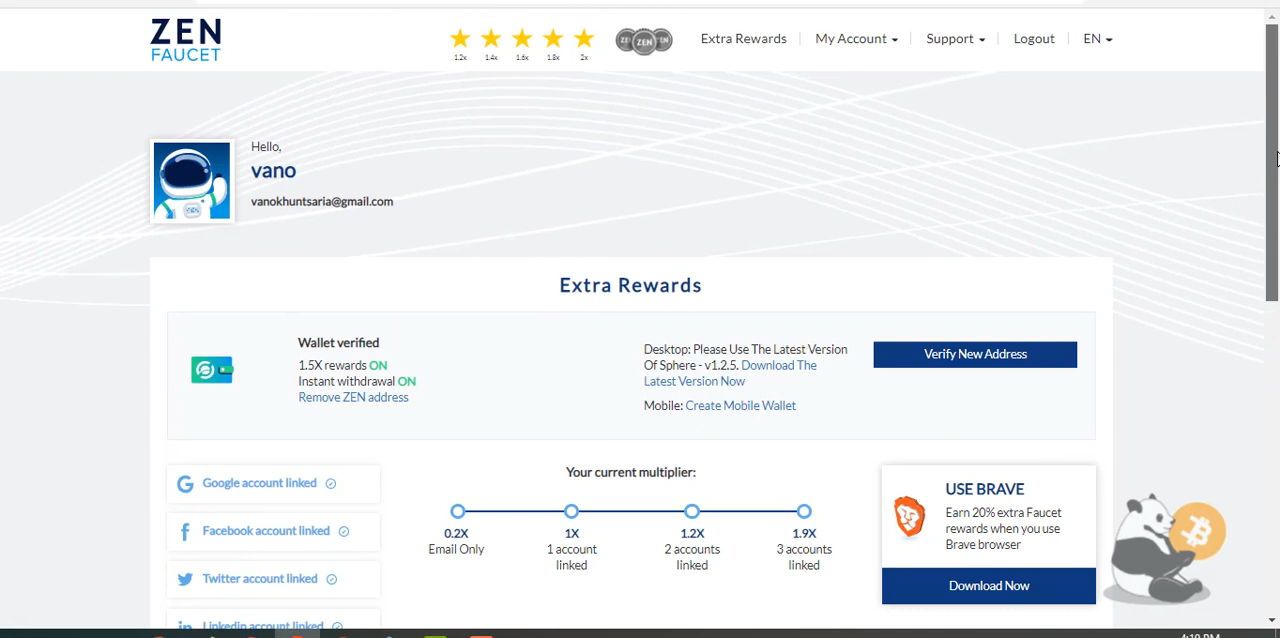 ZEN
FAUCET
1.2x 1.4x 1.6x 1.8x 2x
ZEN
Extra Rewards
My Account
Support
Logout
EN
Hello,
vano
vanokhuntsaria@gmail.com
ZEN
Extra Rewards
Wallet verified
1.5X rewards ON
Instant withdrawal ON
Remove ZEN address
Desktop: Please Use The Latest Version
Of Sphere - v1.2.5. Download The
Latest Version Now
Mobile: Create Mobile Wallet
Verify New Address
Google account linked
Facebook account linked
Twitter account linked
Linkedin account linked
Your current multiplier:
0.2X
Email Only
1X
1 account
linked
1.2X
2 accounts
linked
1.9X
3 accounts
linked
USE BRAVE
Earn 20% extra Faucet
rewards when you use
Brave browser
Download Now